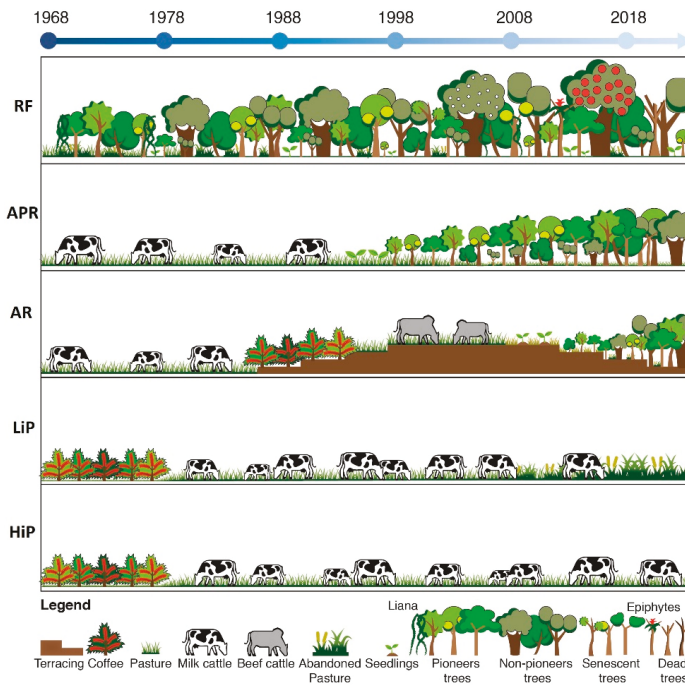 1968 1978 1988 1998 2008 2018
RF
APR
AR
LiP
HiP
Legend
Liana
Epiphytes
Terracing Coffee Pasture Milk cattle Beef cattle Abandoned Pasture Seedlings Pioneers trees Non-pioneers trees Senescent trees Dead trees